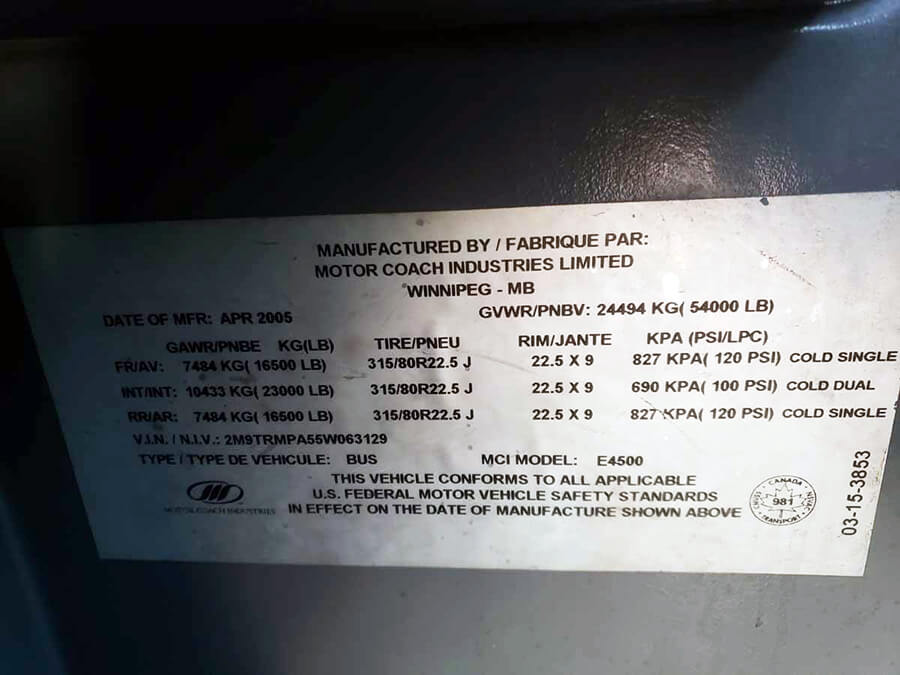 MANUFACTURED BY / FABRIQUE PAR:
MOTOR COACH INDUSTRIES LIMITED
WINNIPEG - MB
DATE OF MFR: APR 2005 GVWR/PNBV: 24494 KG( 54000 LB)
GAWR/PNBE KG(LB) TIRE/PNEU RIM/JANTE KPA (PSI/LPC)
FR/AV: 7484 KG( 16500 LB) 315/80R22.5 J 22.5 X 9 827 KPA( 120 PSI) COLD SINGLE
INT/INT: 10433 KG( 23000 LB) 315/80R22.5 J 22.5 X 9 690 KPA( 100 PSI) COLD DUAL
RR/AR: 7484 KG( 16500 LB) 315/80R22.5 J 22.5 X 9 827 KPA( 120 PSI) COLD SINGLE
V.I.N. / N.I.V.: 2M9TRMPA55W063129
TYPE / TYPE DE VEHICULE: BUS MCI MODEL: E4500
THIS VEHICLE CONFORMS TO ALL APPLICABLE
U.S. FEDERAL MOTOR VEHICLE SAFETY STANDARDS
IN EFFECT ON THE DATE OF MANUFACTURE SHOWN ABOVE
MOTOR COACH INDUSTRIES
CANADA
981
TRANSPORT
03-15-3853